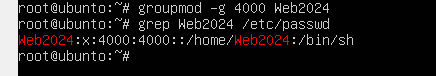 root@ubunto:~# groupmod -g 4000 Web2024
root@ubunto:~# grep Web2024 /etc/passwd
Web2024:x:4000:4000::/home/Web2024:/bin/sh
root@ubunto:~#